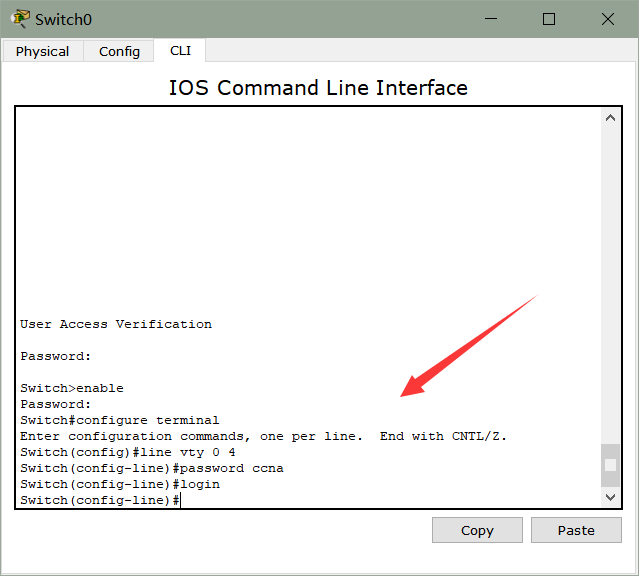 Switch0
Physical Config CLI
IOS Command Line Interface
User Access Verification
Password:
Switch>enable
Password:
Switch#configure terminal
Enter configuration commands, one per line.  End with CNTL/Z.
Switch(config)#line vty 0 4
Switch(config-line)#password ccna
Switch(config-line)#login
Switch(config-line)#
Copy Paste